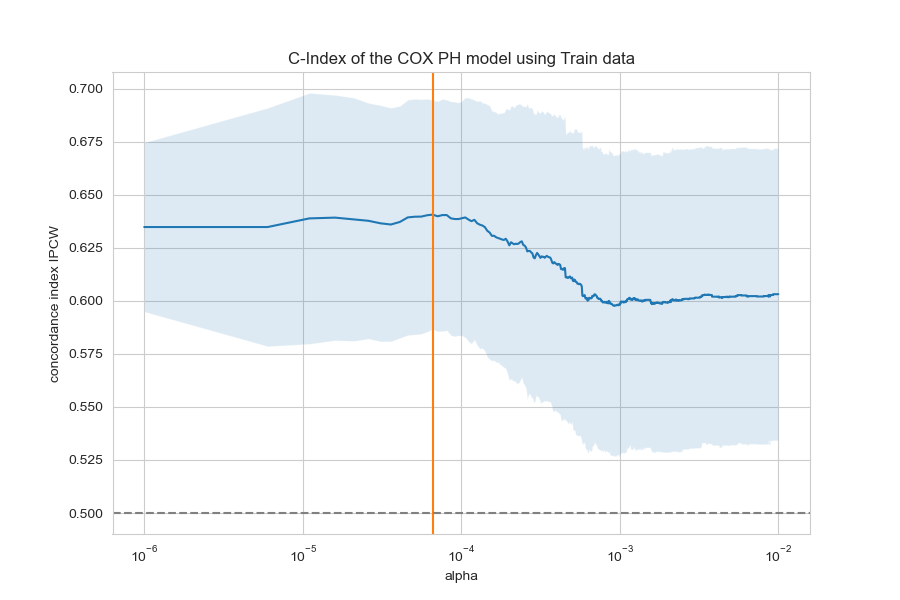 C-Index of the COX PH model using Train data
0.700
0.675
0.650
0.625
0.600
0.575
0.550
0.525
0.500
concordance index IPCW
10⁻⁶ 10⁻⁵ 10⁻⁴ 10⁻³ 10⁻²
alpha